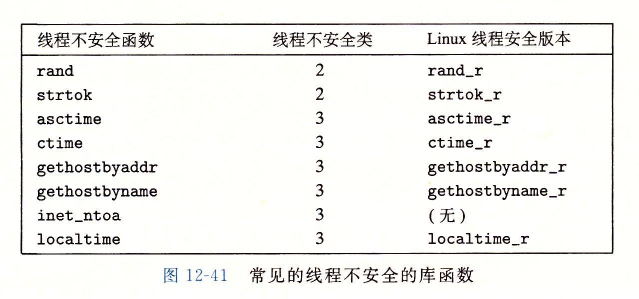 线程不安全函数 线程不安全类 Linux 线程安全版本
rand 2 rand_r
strtok 2 strtok_r
asctime 3 asctime_r
ctime 3 ctime_r
gethostbyaddr 3 gethostbyaddr_r
gethostbyname 3 gethostbyname_r
inet_ntoa 3 (无)
localtime 3 localtime_r
图 12-41 常见的线程不安全的库函数